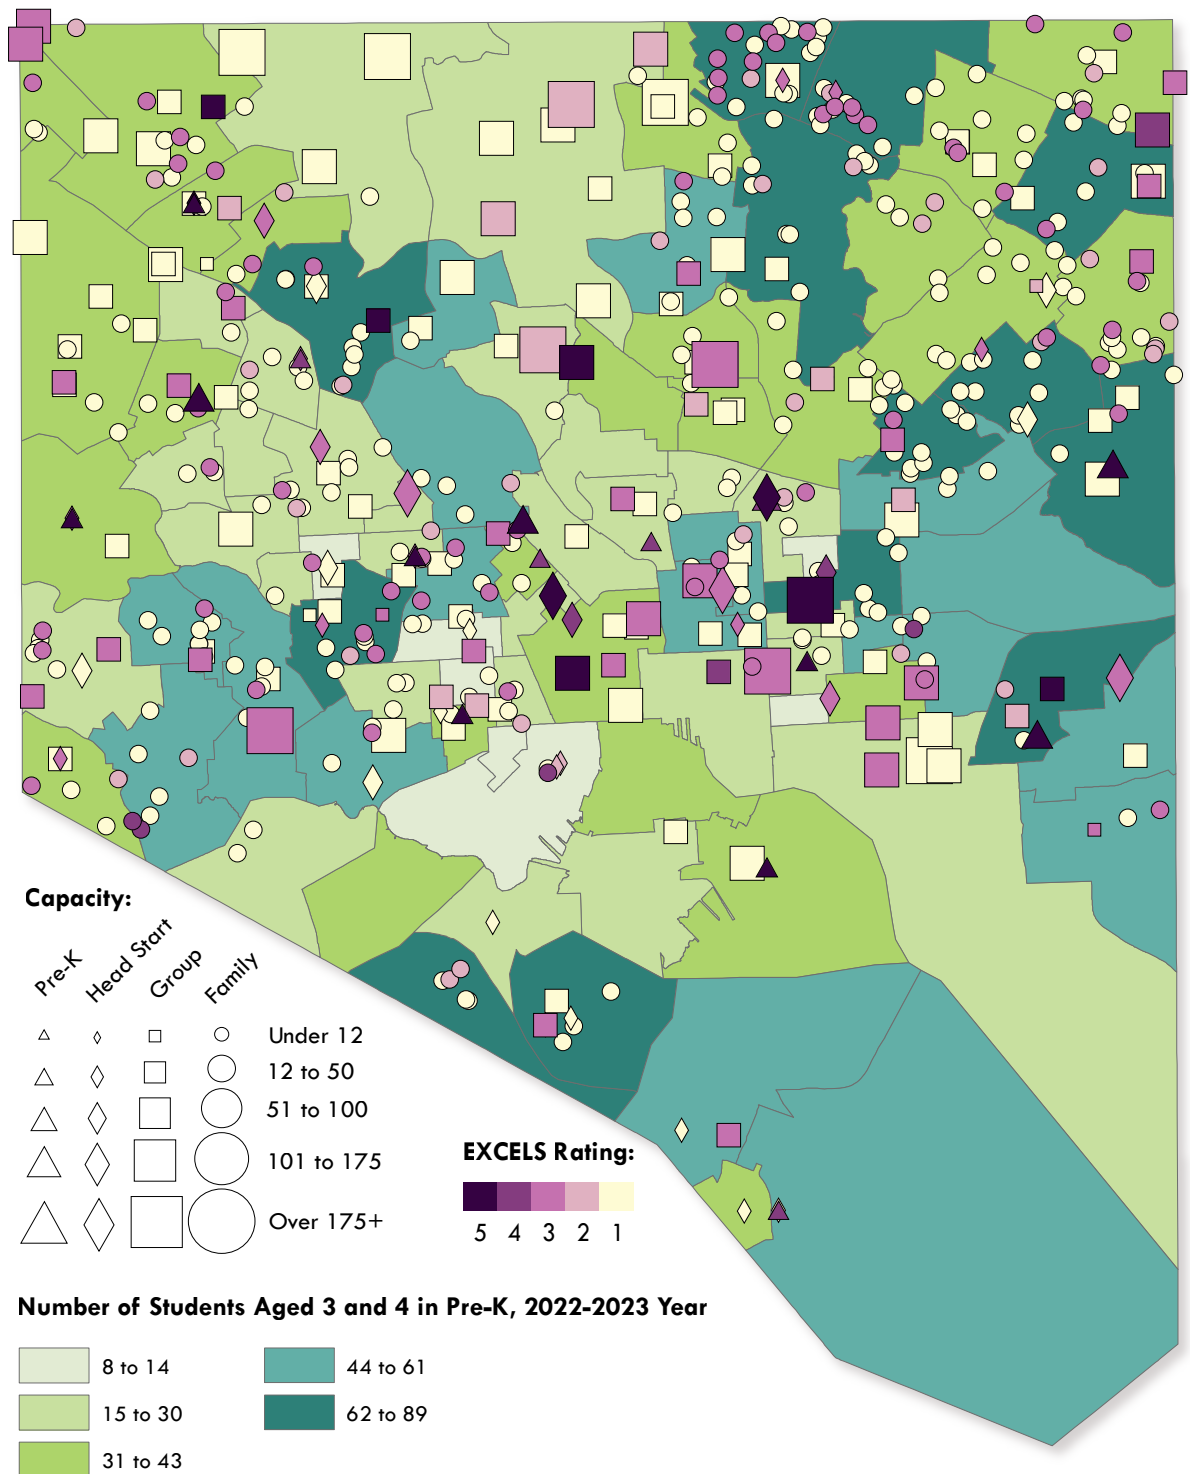 Capacity:
Pre-K
Head Start
Group
Family
Under 12
12 to 50
51 to 100
101 to 175
Over 175+
EXCELS Rating:
5 4 3 2 1
Number of Students Aged 3 and 4 in Pre-K, 2022-2023 Year
8 to 14
44 to 61
15 to 30
62 to 89
31 to 43